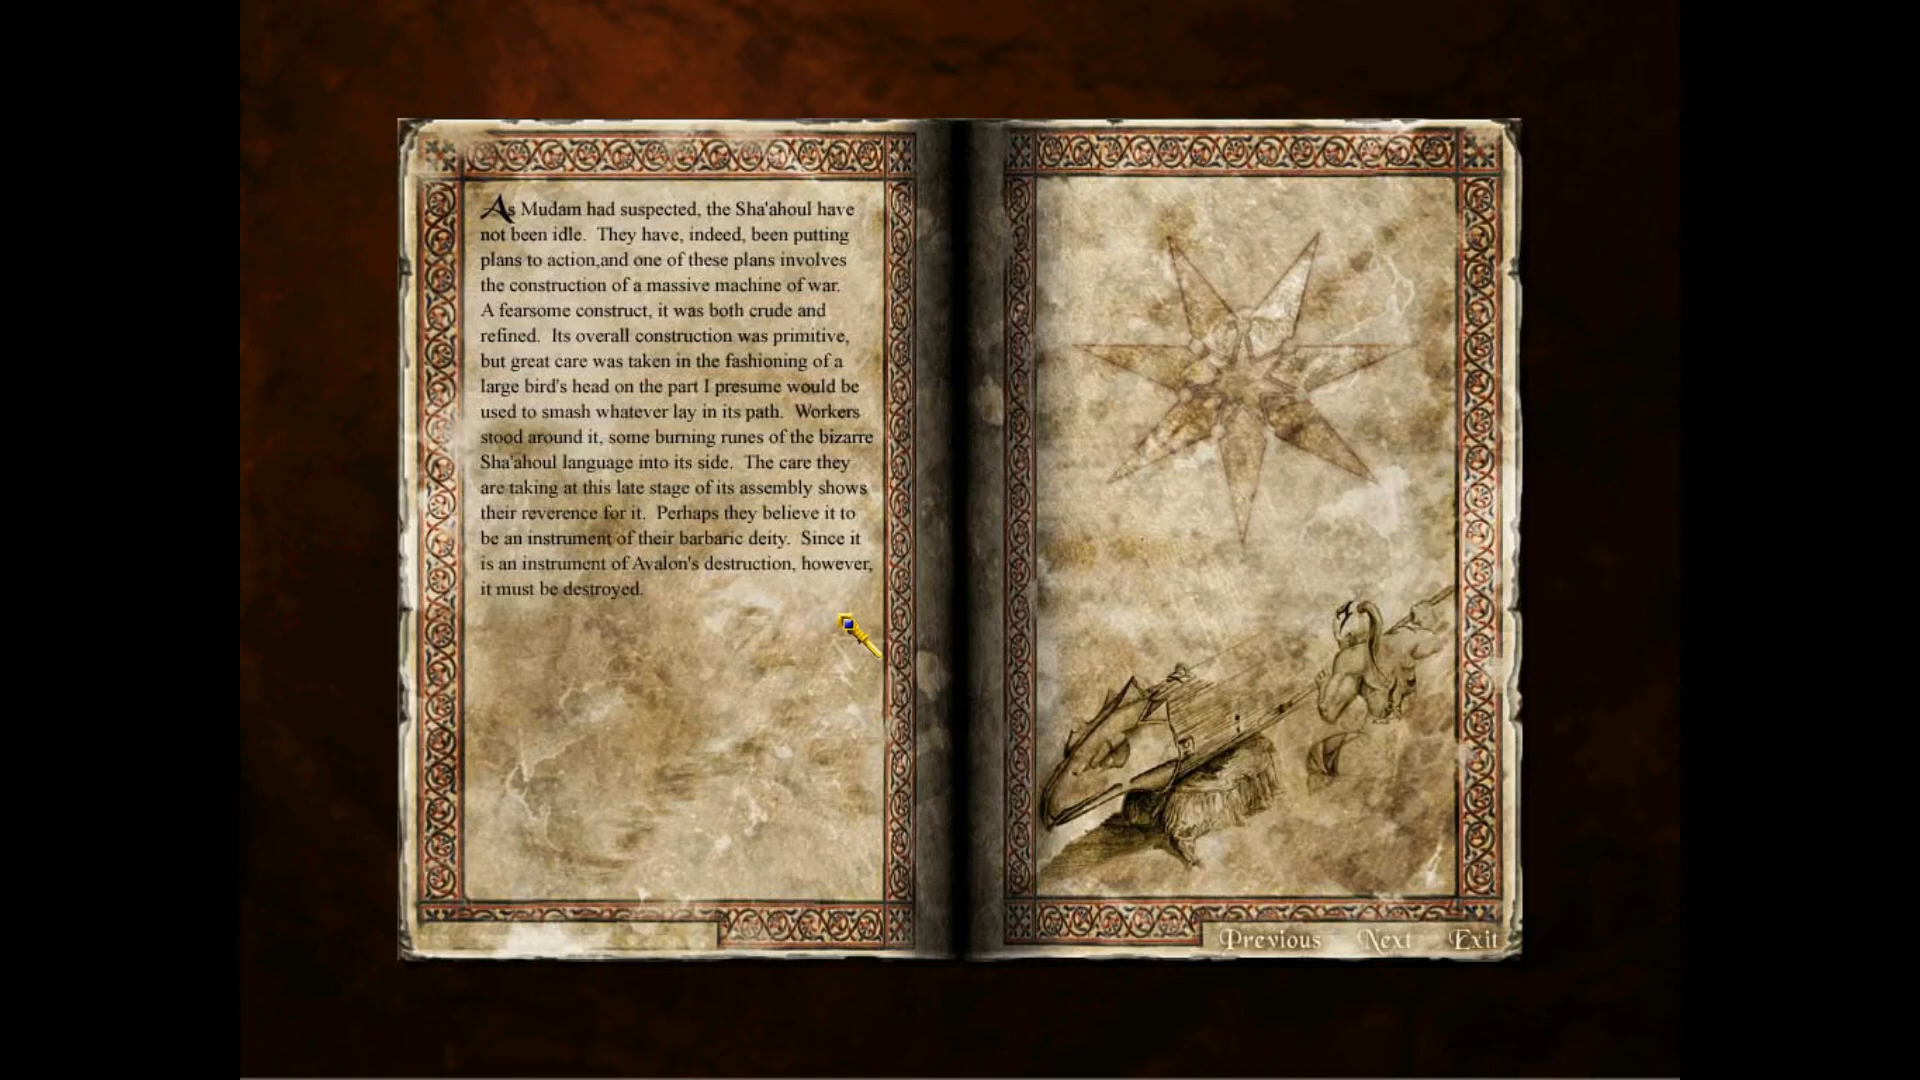 As Mudam had suspected, the Sha'ahoul have
not been idle.  They have, indeed, been putting
plans to action,and one of these plans involves
the construction of a massive machine of war.
A fearsome construct, it was both crude and
refined.  Its overall construction was primitive,
but great care was taken in the fashioning of a
large bird's head on the part I presume would be
used to smash whatever lay in its path.  Workers
stood around it, some burning runes of the bizarre
Sha'ahoul language into its side.  The care they
are taking at this late stage of its assembly shows
their reverence for it.  Perhaps they believe it to
be an instrument of their barbaric deity.  Since it
is an instrument of Avalon's destruction, however,
it must be destroyed.
Previous Next Exit